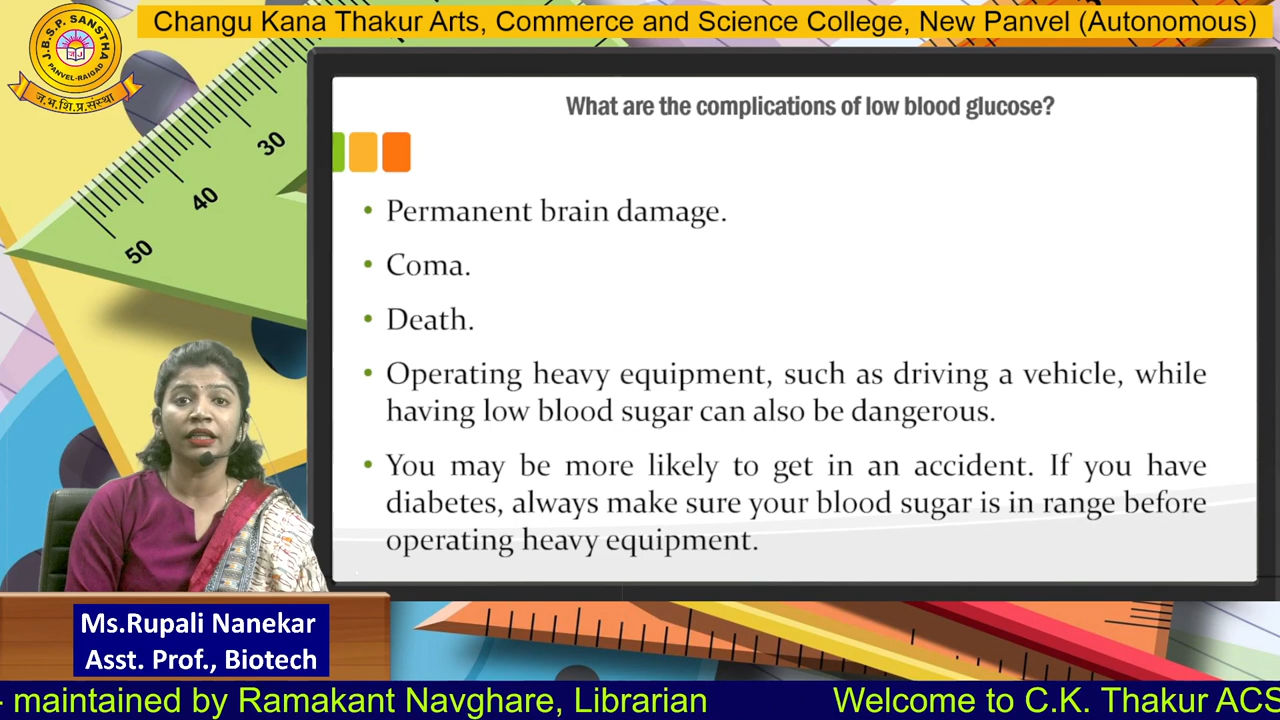 Changu Kana Thakur Arts, Commerce and Science College, New Panvel (Autonomous)
J.B.S.P. SANSTHA
PANVEL-RAIGAD
ज.भ.शि.प्र.संस्था
30
40
50
What are the complications of low blood glucose?
• Permanent brain damage.
• Coma.
• Death.
• Operating heavy equipment, such as driving a vehicle, while
having low blood sugar can also be dangerous.
• You may be more likely to get in an accident. If you have
diabetes, always make sure your blood sugar is in range before
operating heavy equipment.
Ms.Rupali Nanekar
Asst. Prof., Biotech
- maintained by Ramakant Navghare, Librarian
Welcome to C.K. Thakur ACS